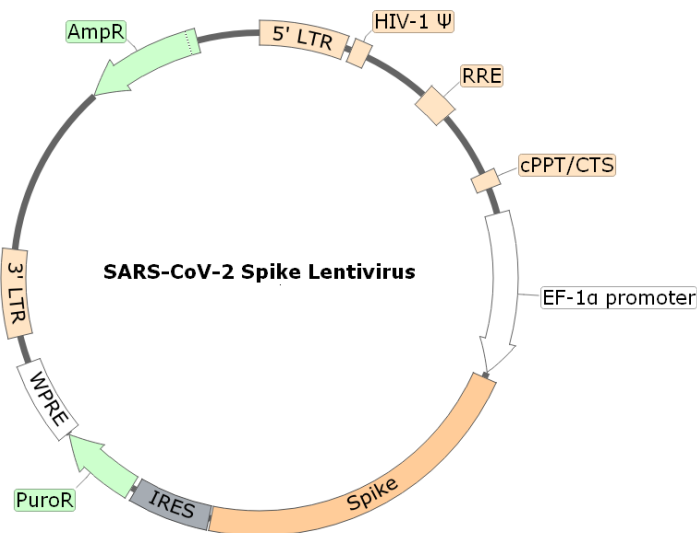 AmpR
5' LTR
HIV-1 Ψ
RRE
cPPT/CTS
SARS-CoV-2 Spike Lentivirus
EF-1α promoter
3' LTR
WPRE
PuroR
IRES
Spike